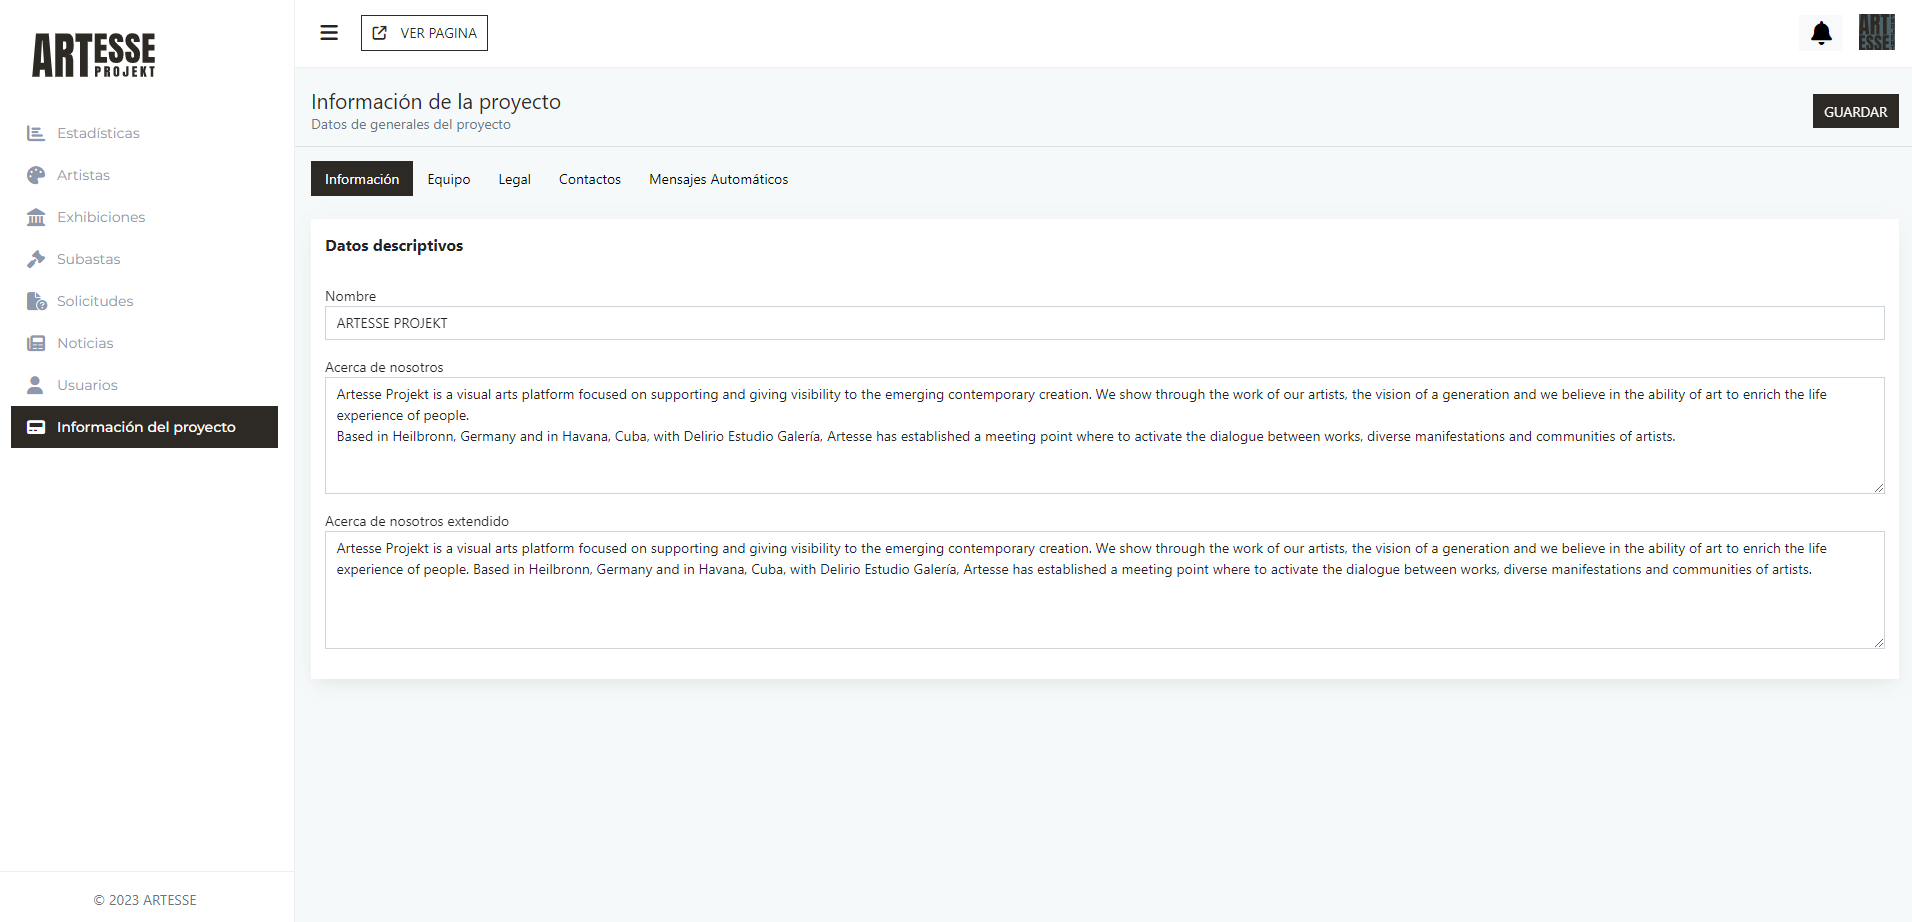 ARTESSE
PROJEKT
Estadísticas
Artistas
Exhibiciones
Subastas
Solicitudes
Noticias
Usuarios
Información del proyecto
© 2023 ARTESSE
VER PAGINA
ART
ESSE
Información de la proyecto
Datos de generales del proyecto
GUARDAR
Información
Equipo
Legal
Contactos
Mensajes Automáticos
Datos descriptivos
Nombre
ARTESSE PROJEKT
Acerca de nosotros
Artesse Projekt is a visual arts platform focused on supporting and giving visibility to the emerging contemporary creation. We show through the work of our artists, the vision of a generation and we believe in the ability of art to enrich the life
experience of people.
Based in Heilbronn, Germany and in Havana, Cuba, with Delirio Estudio Galería, Artesse has established a meeting point where to activate the dialogue between works, diverse manifestations and communities of artists.
Acerca de nosotros extendido
Artesse Projekt is a visual arts platform focused on supporting and giving visibility to the emerging contemporary creation. We show through the work of our artists, the vision of a generation and we believe in the ability of art to enrich the life
experience of people. Based in Heilbronn, Germany and in Havana, Cuba, with Delirio Estudio Galería, Artesse has established a meeting point where to activate the dialogue between works, diverse manifestations and communities of artists.